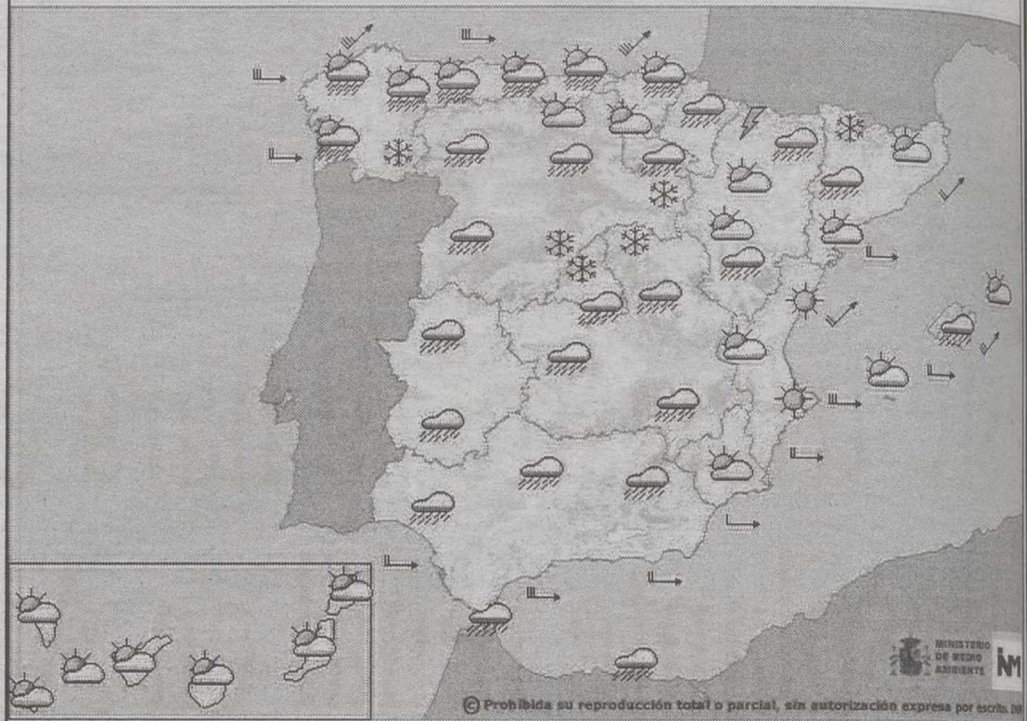 MINISTERIO
DE MEDIO
AMBIENTE
INM
© Prohibida su reproducción total o parcial, sin autorización expresa por escrito.